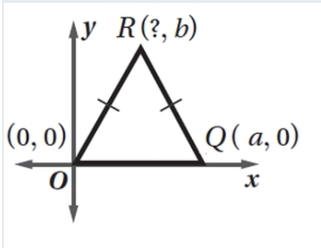 y R(?, b)
(0, 0) Q( a, 0)
O x